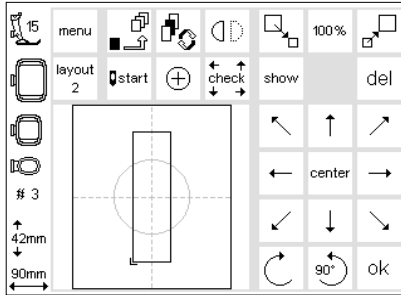 15
menu
100%
layout
2
start
check
show
del
# 3
center
42mm
90mm
90°
ok